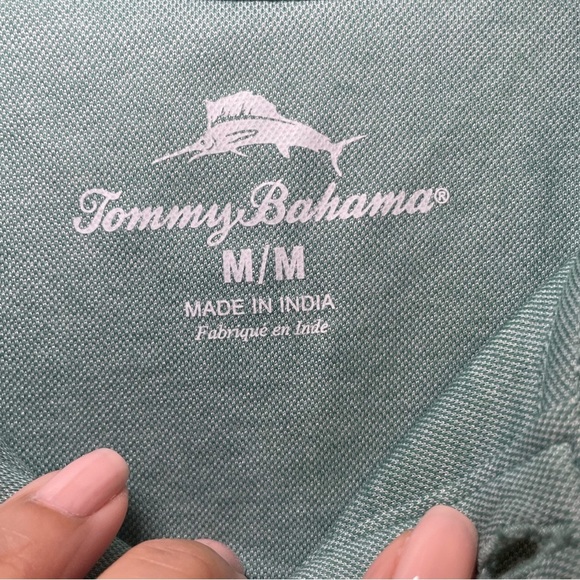 Tommy Bahama®
M/M
MADE IN INDIA
Fabriqué en Inde